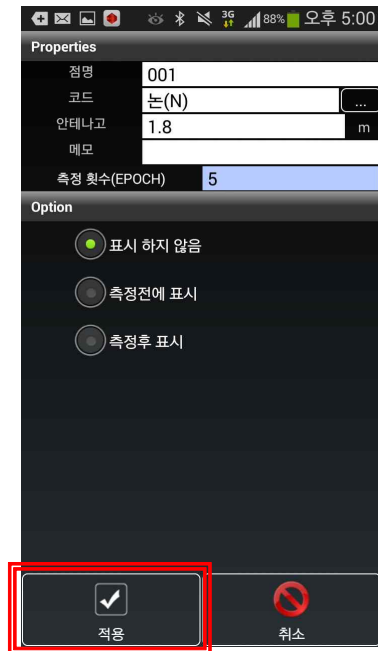 3G 88% 오후 5:00
Properties
점명 001
코드 논(N) ...
안테나고 1.8 m
메모
측정 횟수(EPOCH) 5
Option
표시 하지 않음
측정전에 표시
측정후 표시
적용 취소